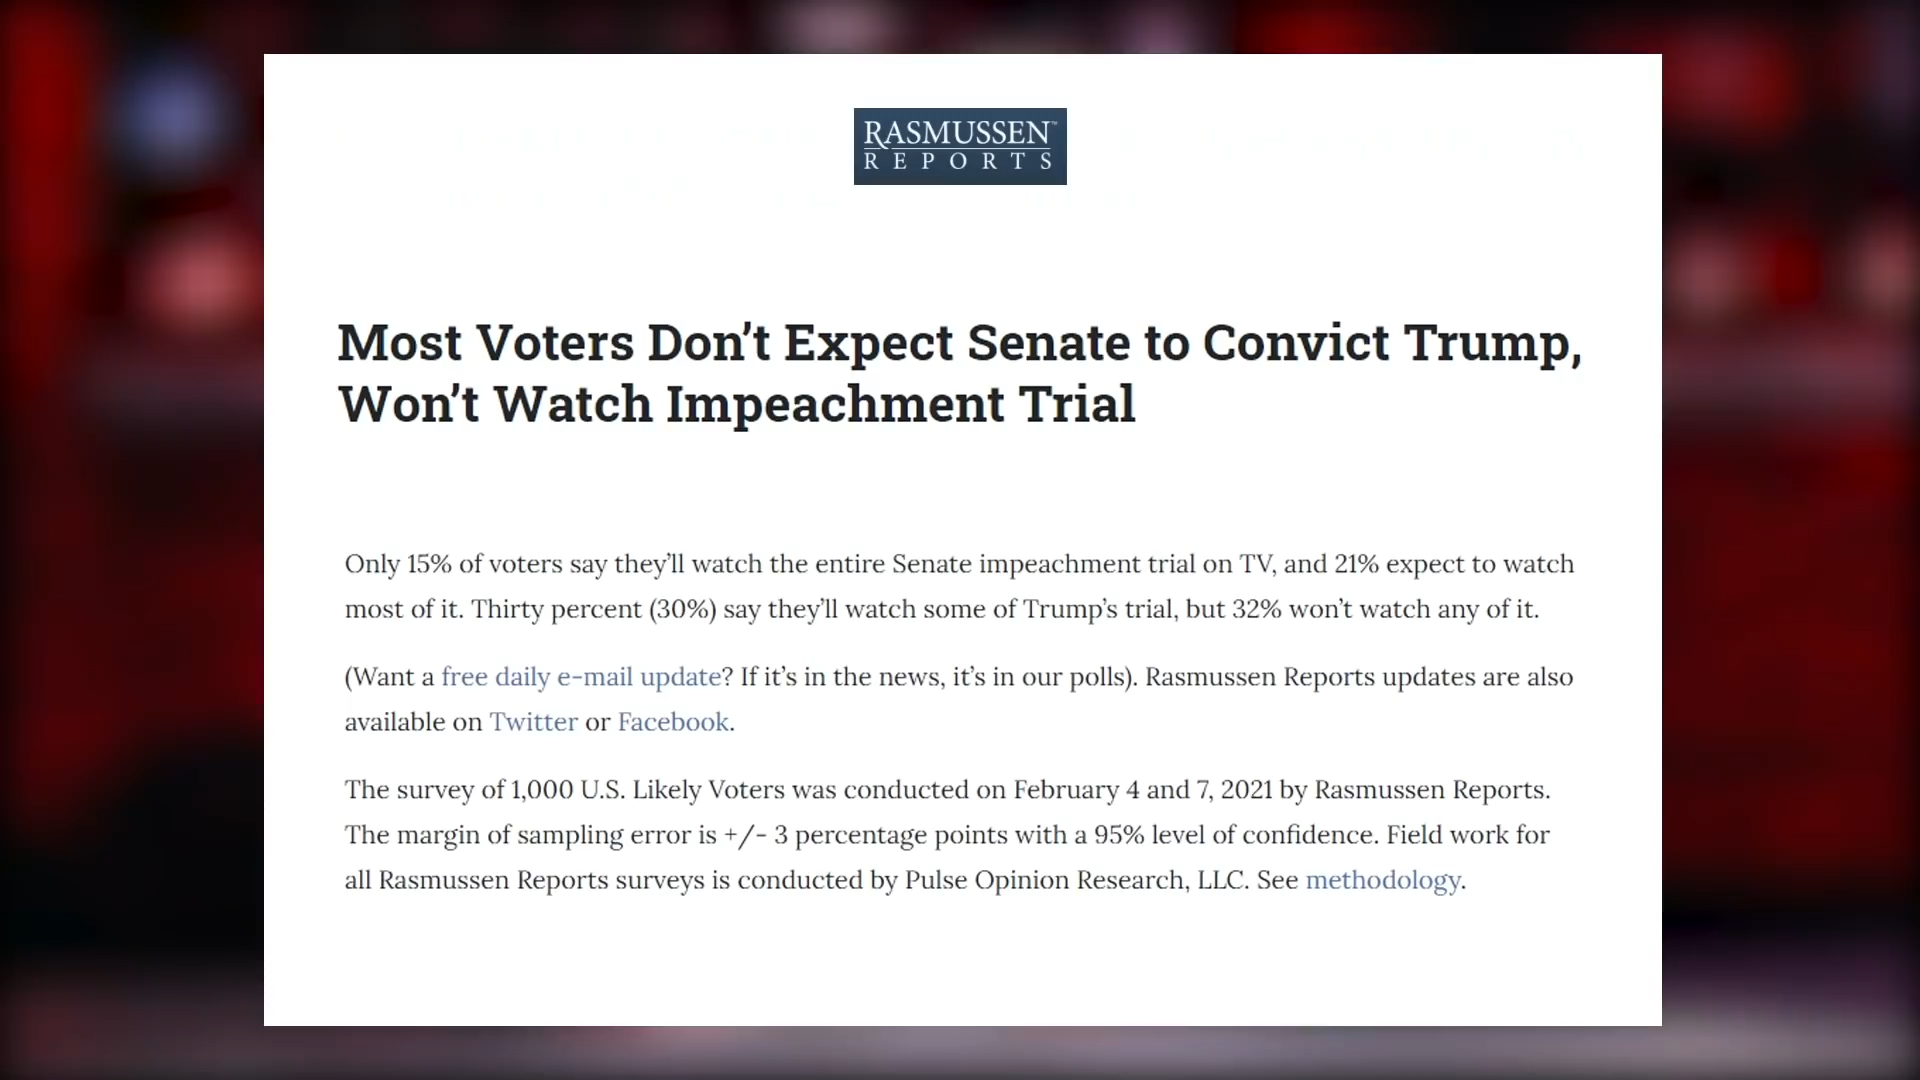 RASMUSSEN™
REPORTS
Most Voters Don’t Expect Senate to Convict Trump,
Won’t Watch Impeachment Trial
Only 15% of voters say they’ll watch the entire Senate impeachment trial on TV, and 21% expect to watch
most of it. Thirty percent (30%) say they’ll watch some of Trump’s trial, but 32% won’t watch any of it.
(Want a free daily e-mail update? If it’s in the news, it’s in our polls). Rasmussen Reports updates are also
available on Twitter or Facebook.
The survey of 1,000 U.S. Likely Voters was conducted on February 4 and 7, 2021 by Rasmussen Reports.
The margin of sampling error is +/- 3 percentage points with a 95% level of confidence. Field work for
all Rasmussen Reports surveys is conducted by Pulse Opinion Research, LLC. See methodology.